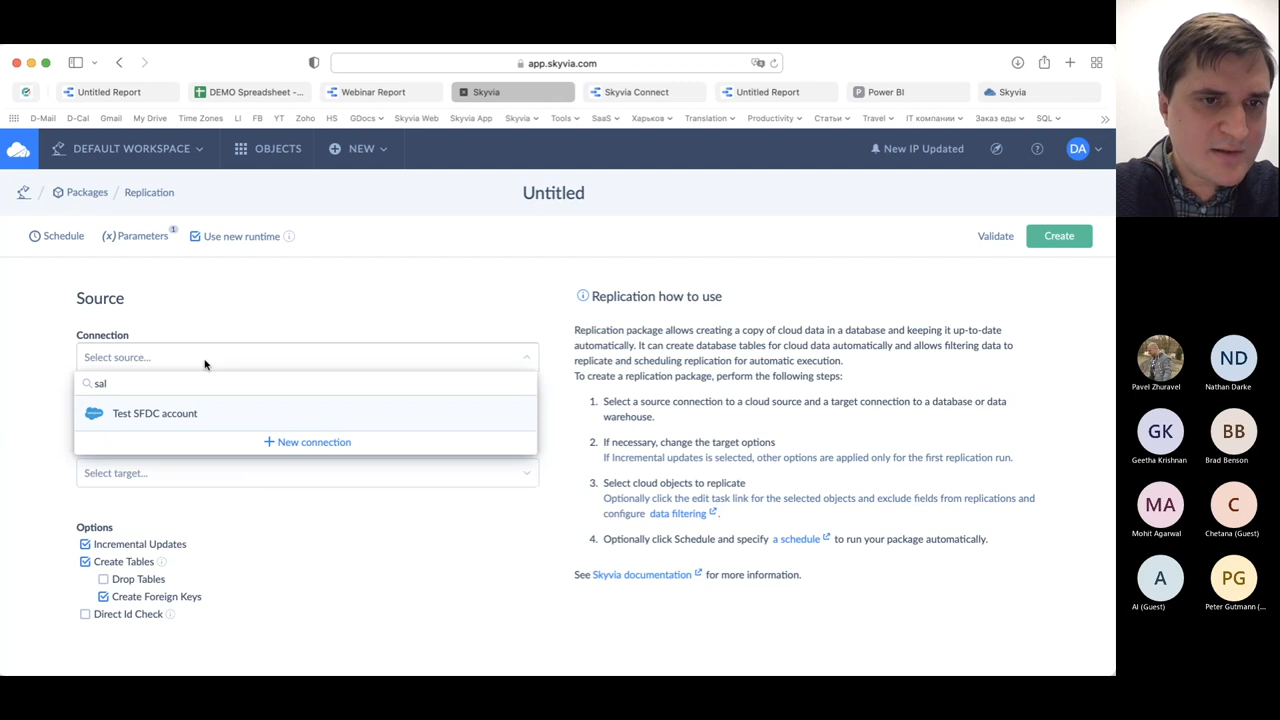 app.skyvia.com
Untitled Report
DEMO Spreadsheet -...
Webinar Report
Skyvia
Skyvia Connect
Untitled Report
P
Power BI
Skyvia
D-Mail
D-Cal
Gmail
My Drive
Time Zones
LI
FB
YT
Zoho
HS
GDocs
Skyvia Web
Skyvia App
Skyvia
Tools
SaaS
Харьков
Translation
Productivity
Статьи
Travel
IT компании
Заказ еды
SQL
DEFAULT WORKSPACE
OBJECTS
NEW
New IP Updated
DA
/ Packages / Replication
Untitled
Schedule
(x) Parameters 1
Use new runtime
Validate
Create
Source
Connection
Select source...
sal
Test SFDC account
+ New connection
Select target...
Options
Incremental Updates
Create Tables
Drop Tables
Create Foreign Keys
Direct Id Check
Replication how to use
Replication package allows creating a copy of cloud data in a database and keeping it up-to-date
automatically. It can create database tables for cloud data automatically and allows filtering data to
replicate and scheduling replication for automatic execution.
To create a replication package, perform the following steps:
1. Select a source connection to a cloud source and a target connection to a database or data
warehouse.
2. If necessary, change the target options
If Incremental updates is selected, other options are applied only for the first replication run.
3. Select cloud objects to replicate
Optionally click the edit task link for the selected objects and exclude fields from replications and
configure data filtering .
4. Optionally click Schedule and specify a schedule to run your package automatically.
See Skyvia documentation for more information.
Pavel Zhuravel
ND
Nathan Darke
GK
Geetha Krishnan
BB
Brad Benson
MA
Mohit Agarwal
C
Chetana (Guest)
A
Al (Guest)
PG
Peter Gutmann (...